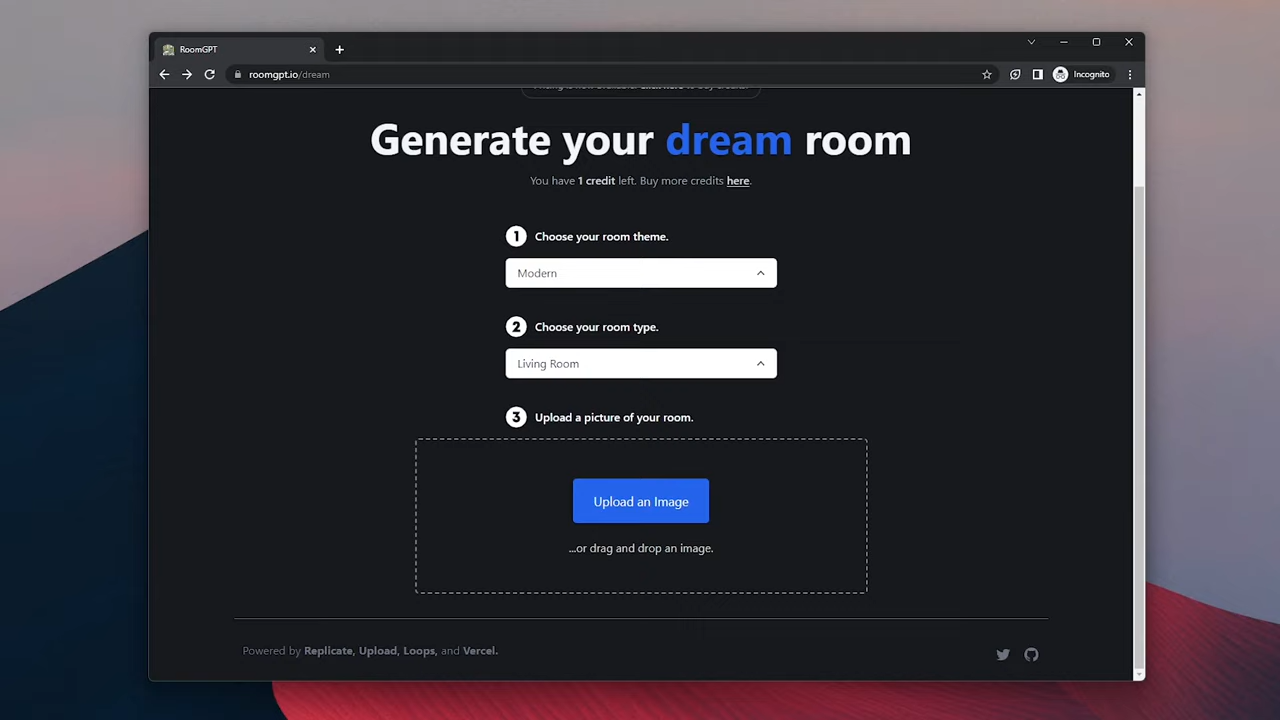 RoomGPT
roomgpt.io/dream
Incognito
Generate your dream room
You have 1 credit left. Buy more credits here.
1 Choose your room theme.
Modern
2 Choose your room type.
Living Room
3 Upload a picture of your room.
Upload an Image
...or drag and drop an image.
Powered by Replicate, Upload, Loops, and Vercel.